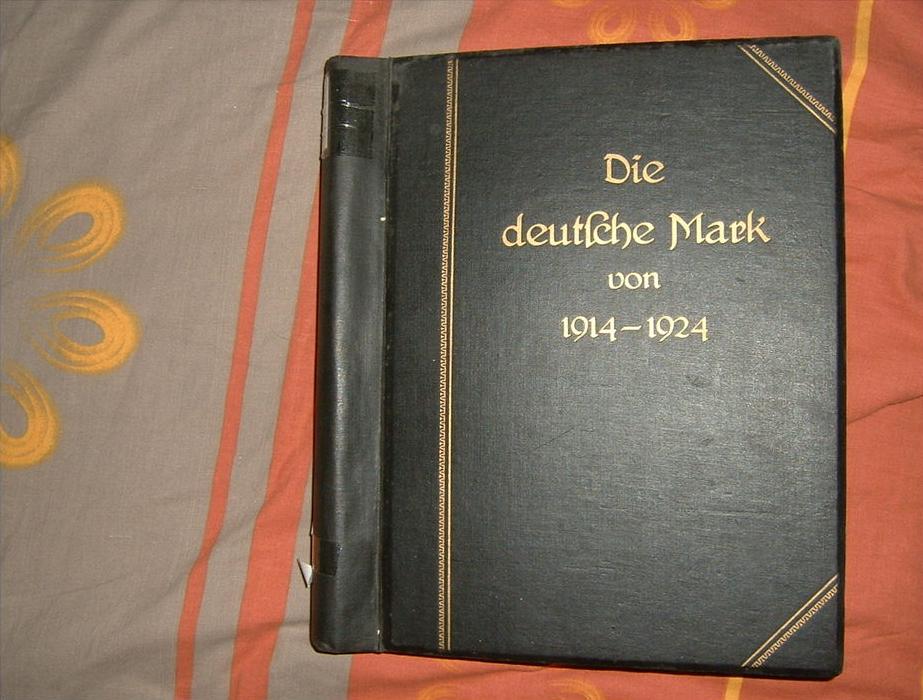 Die
deutſche Mark
von
1914–1924